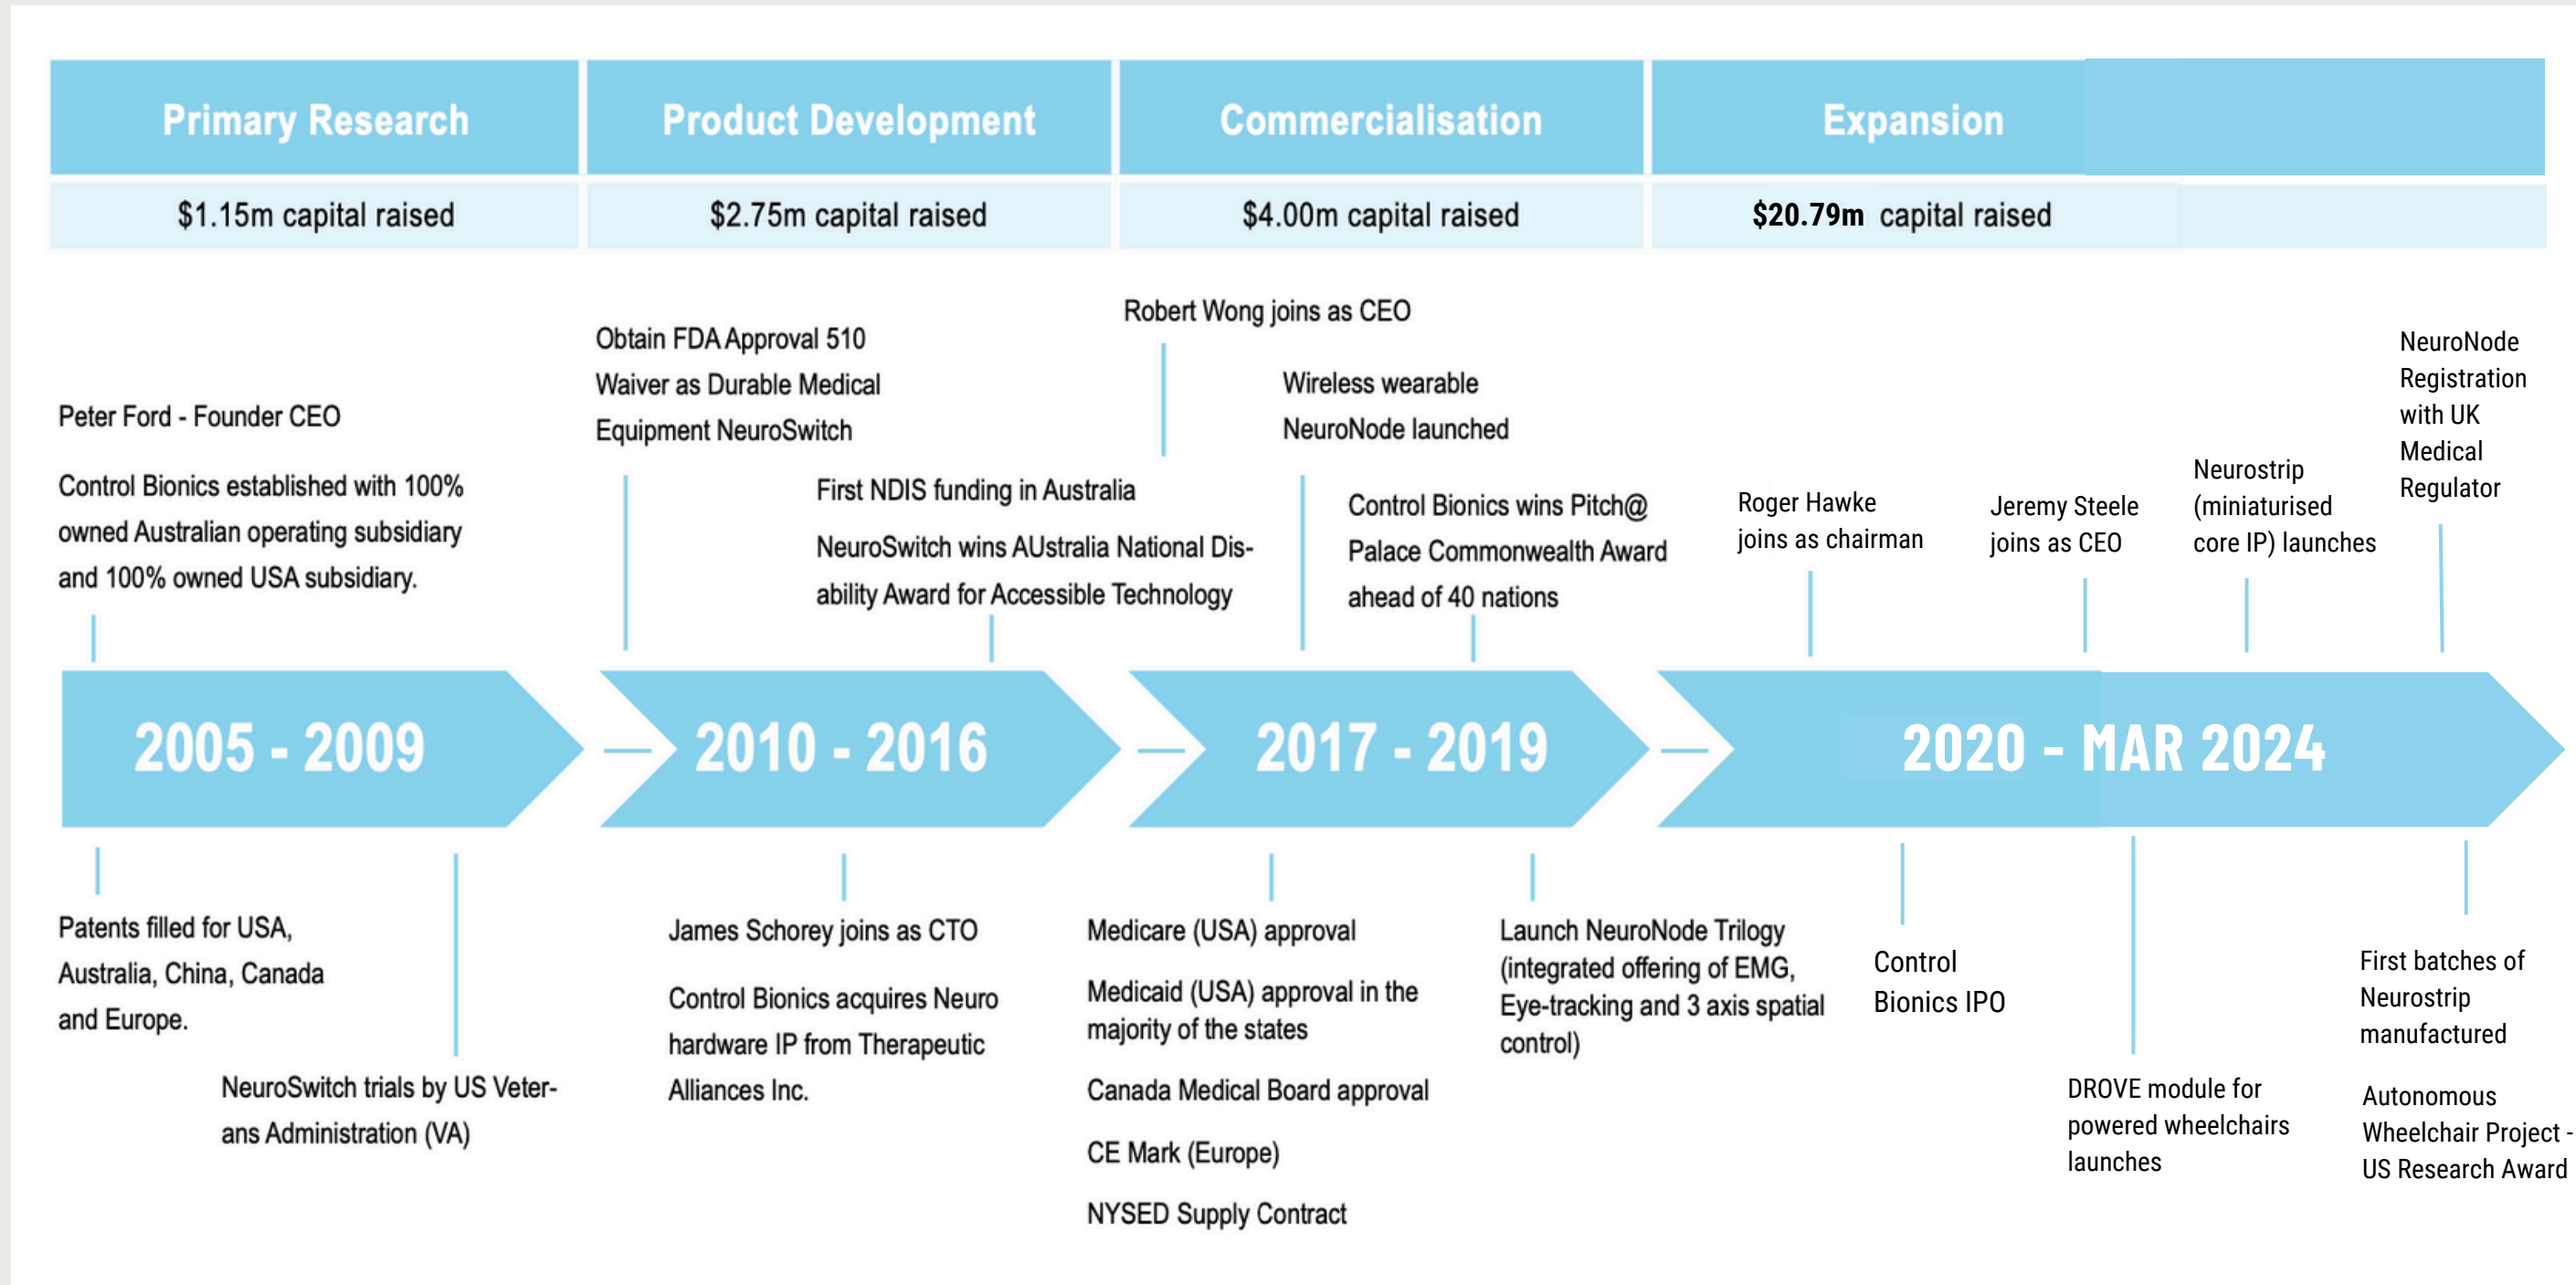 Primary Research
Product Development
Commercialisation
Expansion
$1.15m capital raised
$2.75m capital raised
$4.00m capital raised
$20.79m capital raised
Peter Ford - Founder CEO
Control Bionics established with 100%
owned Australian operating subsidiary
and 100% owned USA subsidiary.
Obtain FDA Approval 510
Waiver as Durable Medical
Equipment NeuroSwitch
First NDIS funding in Australia
NeuroSwitch wins AUstralia National Dis-
ability Award for Accessible Technology
Robert Wong joins as CEO
Wireless wearable
NeuroNode launched
Control Bionics wins Pitch@
Palace Commonwealth Award
ahead of 40 nations
Roger Hawke
joins as chairman
Jeremy Steele
joins as CEO
Neurostrip
(miniaturised
core IP) launches
NeuroNode
Registration
with UK
Medical
Regulator
2005 - 2009
2010 - 2016
2017 - 2019
2020 - MAR 2024
Patents filled for USA,
Australia, China, Canada
and Europe.
NeuroSwitch trials by US Veter-
ans Administration (VA)
James Schorey joins as CTO
Control Bionics acquires Neuro
hardware IP from Therapeutic
Alliances Inc.
Medicare (USA) approval
Medicaid (USA) approval in the
majority of the states
Canada Medical Board approval
CE Mark (Europe)
NYSED Supply Contract
Launch NeuroNode Trilogy
(integrated offering of EMG,
Eye-tracking and 3 axis spatial
control)
Control
Bionics IPO
DROVE module for
powered wheelchairs
launches
First batches of
Neurostrip
manufactured
Autonomous
Wheelchair Project -
US Research Award